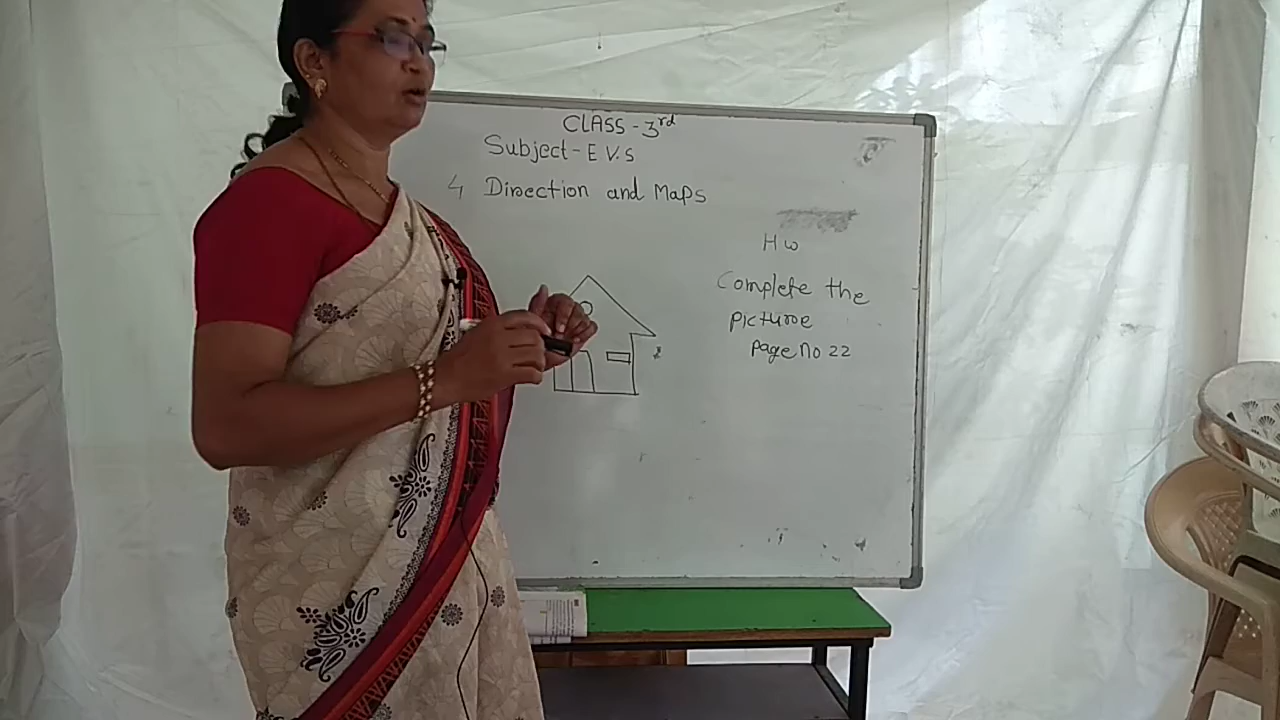 CLASS - 3rd
Subject - E V.S
4 Direction and Maps
H w
Complete the
picture
page no 22